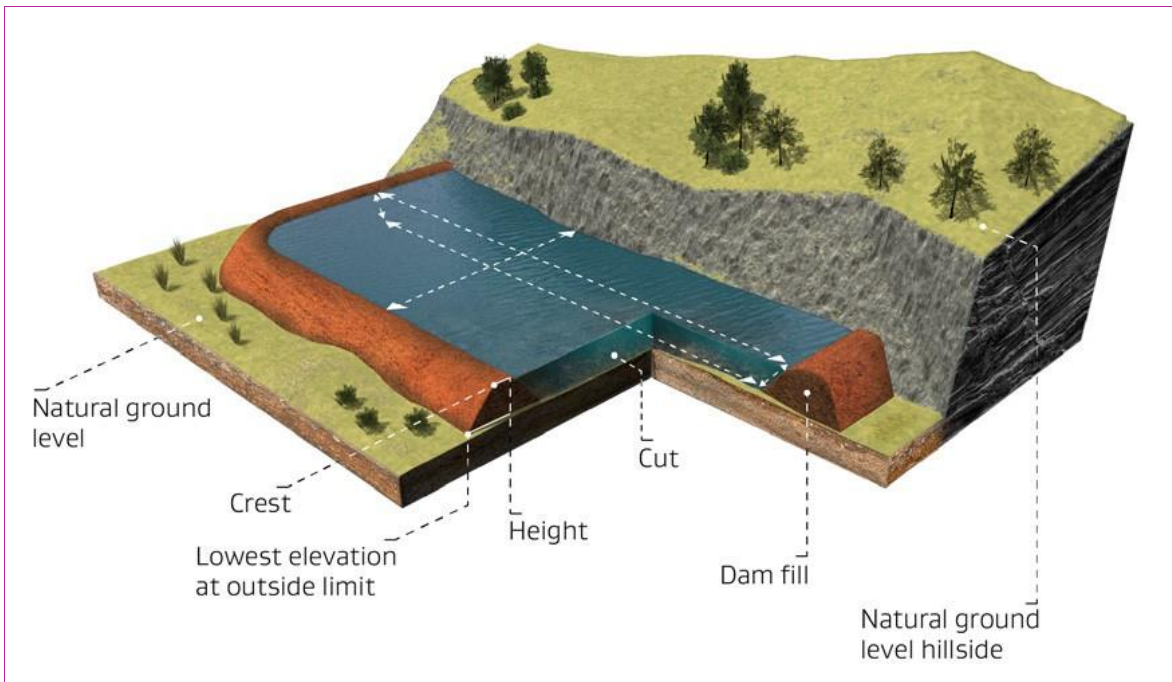 Natural ground
level
Crest
Lowest elevation
at outside limit
Height
Cut
Dam fill
Natural ground
level hillside